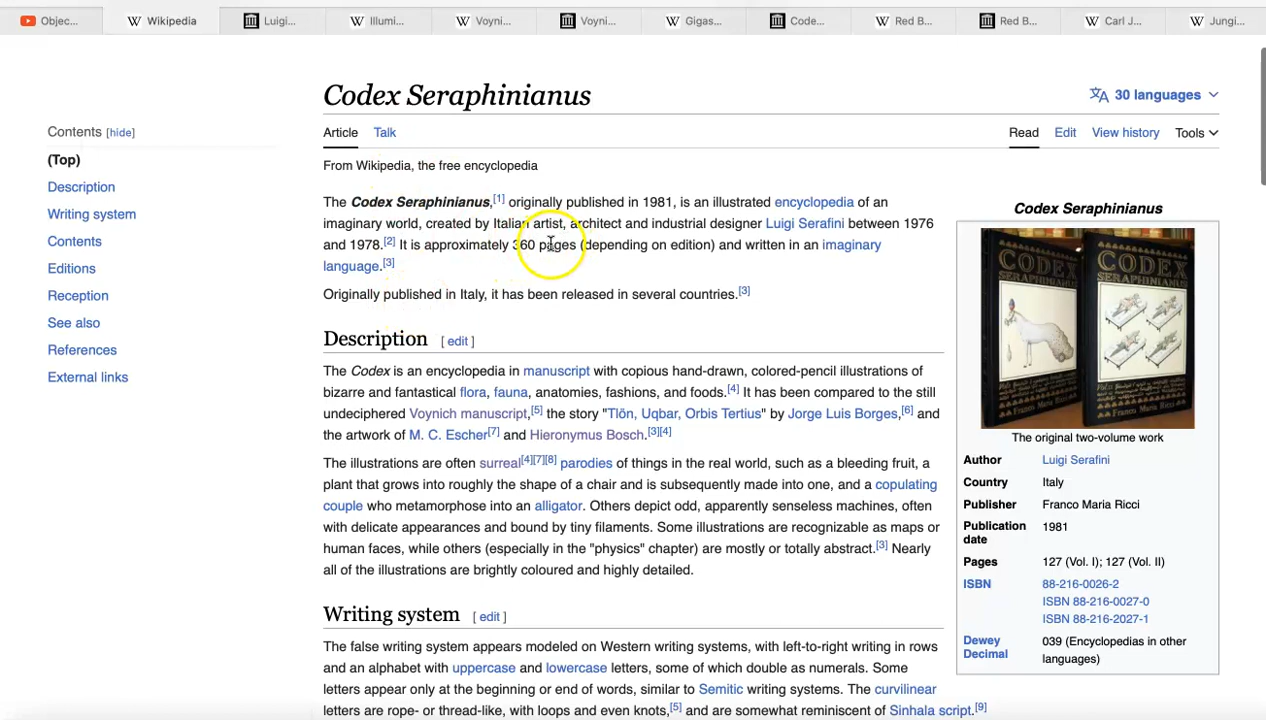 Objec...
Wikipedia
Luigi...
Illumi...
Voyni...
Voyni...
Gigas...
Code...
Red B...
Red B...
Carl J...
Jungi...
Codex Seraphinianus
30 languages
Contents [hide]
(Top)
Description
Writing system
Contents
Editions
Reception
See also
References
External links
Article Talk
Read Edit View history Tools
From Wikipedia, the free encyclopedia
The Codex Seraphinianus,[1] originally published in 1981, is an illustrated encyclopedia of an
imaginary world, created by Italian artist, architect and industrial designer Luigi Serafini between 1976
and 1978.[2] It is approximately 360 pages (depending on edition) and written in an imaginary
language.[3]
Originally published in Italy, it has been released in several countries.[3]
Description [ edit ]
The Codex is an encyclopedia in manuscript with copious hand-drawn, colored-pencil illustrations of
bizarre and fantastical flora, fauna, anatomies, fashions, and foods.[4] It has been compared to the still
undeciphered Voynich manuscript,[5] the story "Tlön, Uqbar, Orbis Tertius" by Jorge Luis Borges,[6] and
the artwork of M. C. Escher[7] and Hieronymus Bosch.[3][4]
The illustrations are often surreal[4][7][8] parodies of things in the real world, such as a bleeding fruit, a
plant that grows into roughly the shape of a chair and is subsequently made into one, and a copulating
couple who metamorphose into an alligator. Others depict odd, apparently senseless machines, often
with delicate appearances and bound by tiny filaments. Some illustrations are recognizable as maps or
human faces, while others (especially in the "physics" chapter) are mostly or totally abstract.[3] Nearly
all of the illustrations are brightly coloured and highly detailed.
Writing system [ edit ]
The false writing system appears modeled on Western writing systems, with left-to-right writing in rows
and an alphabet with uppercase and lowercase letters, some of which double as numerals. Some
letters appear only at the beginning or end of words, similar to Semitic writing systems. The curvilinear
letters are rope- or thread-like, with loops and even knots,[5] and are somewhat reminiscent of Sinhala script.[9]
Codex Seraphinianus
CODEX
SERAPHINIANUS
Franco Maria Ricci
CODEX
SERAPHINIANUS
Franco Maria Ricci
The original two-volume work
Author Luigi Serafini
Country Italy
Publisher Franco Maria Ricci
Publication date 1981
Pages 127 (Vol. I); 127 (Vol. II)
ISBN 88-216-0026-2
ISBN 88-216-0027-0
ISBN 88-216-2027-1
Dewey Decimal 039 (Encyclopedias in other
languages)